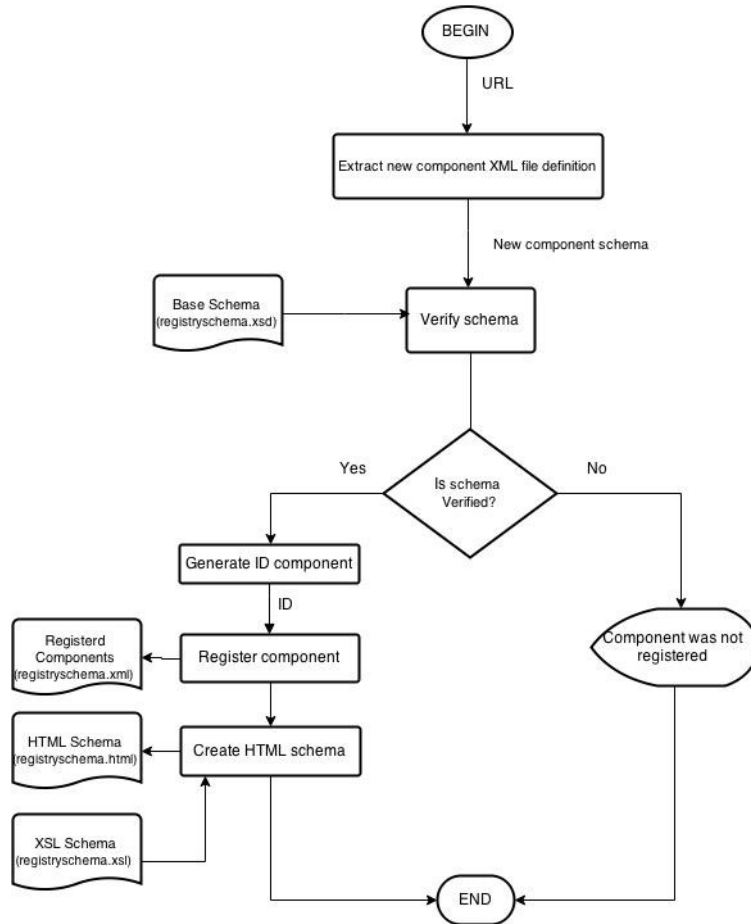 BEGIN
URL
Extract new component XML file definition
New component schema
Base Schema
(registryschema.xsd)
Verify schema
Yes
Is schema
Verified?
No
Generate ID component
ID
Registerd
Components
(registryschema.xml)
Register component
Component was not
registered
HTML Schema
(registryschema.html)
Create HTML schema
XSL Schema
(registryschema.xsl)
END